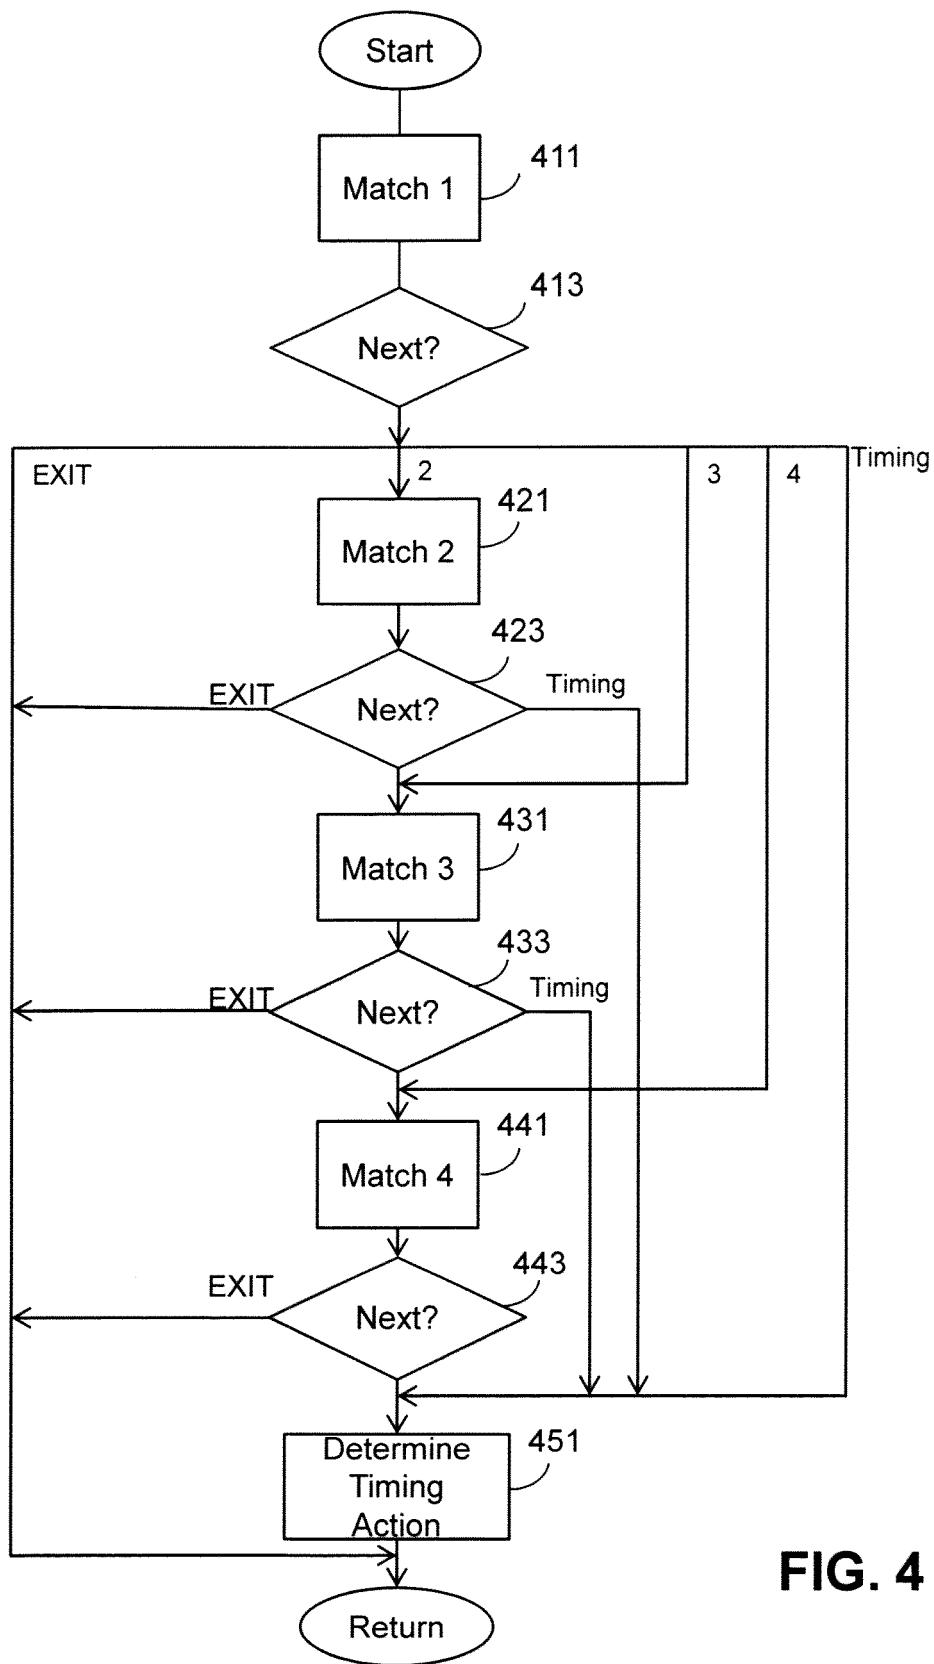 Start
Match 1
411
413
Next?
EXIT
2
3
4
Timing
421
Match 2
423
EXIT
Next?
Timing
431
Match 3
433
EXIT
Next?
Timing
441
Match 4
443
EXIT
Next?
451
Determine
Timing
Action
Return
FIG. 4